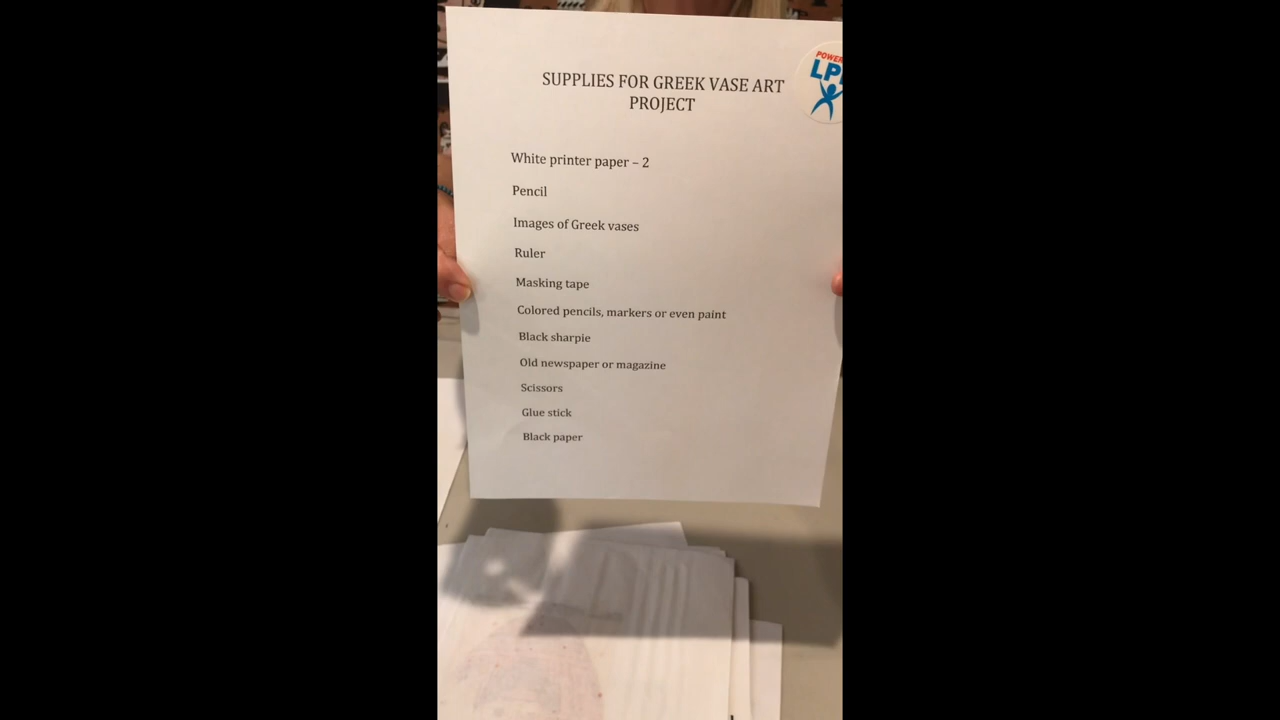 SUPPLIES FOR GREEK VASE ART
PROJECT
White printer paper – 2
Pencil
Images of Greek vases
Ruler
Masking tape
Colored pencils, markers or even paint
Black sharpie
Old newspaper or magazine
Scissors
Glue stick
Black paper